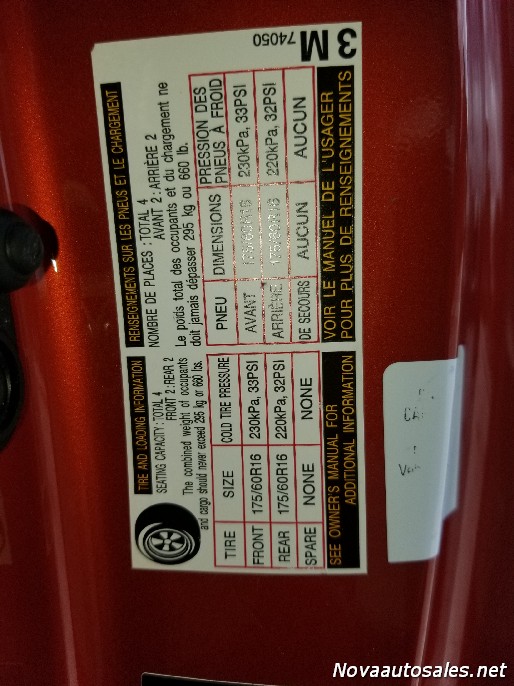 TIRE AND LOADING INFORMATION
SEATING CAPACITY : TOTAL 4
FRONT 2 : REAR 2
The combined weight of occupants
and cargo should never exceed 295 kg or 660 lbs.
TIRE SIZE COLD TIRE PRESSURE
FRONT 175/60R16 230kPa, 33PSI
REAR 175/60R16 220kPa, 32PSI
SPARE NONE NONE
SEE OWNER'S MANUAL FOR
ADDITIONAL INFORMATION
RENSEIGNEMENTS SUR LES PNEUS ET LE CHARGEMENT
NOMBRE DE PLACES : TOTAL 4
AVANT 2 : ARRIÈRE 2
Le poids total des occupants et du chargement ne
doit jamais dépasser 295 kg ou 660 lb.
PNEU DIMENSIONS PRESSION DES
PNEUS À FROID
AVANT 175/60R16 230kPa, 33PSI
ARRIÈRE 175/60R16 220kPa, 32PSI
DE SECOURS AUCUN AUCUN
VOIR LE MANUEL DE L'USAGER
POUR PLUS DE RENSEIGNEMENTS
74050
3 M
Novaautosales.net